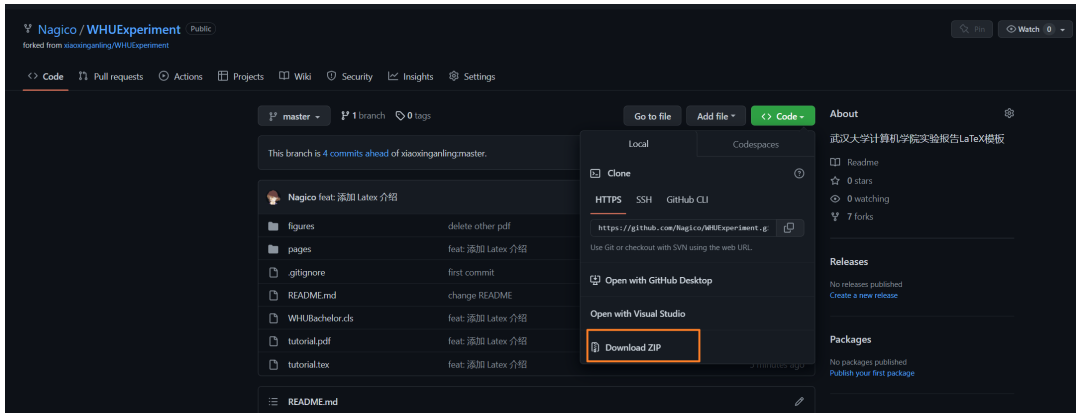 Nagico / WHUExperiment Public
Pin
Watch 0
forked from xiaoxinganling/WHUExperiment
Code Pull requests Actions Projects Wiki Security Insights Settings
master 1 branch 0 tags Go to file Add file Code
This branch is 4 commits ahead of xiaoxinganling:master.
Nagico feat: 添加 Latex 介绍
figures delete other pdf
pages feat: 添加 Latex 介绍
.gitignore first commit
README.md change README
WHUBachelor.cls feat: 添加 Latex 介绍
tutorial.pdf feat: 添加 Latex 介绍
tutorial.tex feat: 添加 Latex 介绍 5 minutes ago
README.md
Local Codespaces
Clone
HTTPS SSH GitHub CLI
https://github.com/Nagico/WHUExperiment.g
Use Git or checkout with SVN using the web URL.
Open with GitHub Desktop
Open with Visual Studio
Download ZIP
About
武汉大学计算机学院实验报告LaTeX模板
Readme
0 stars
0 watching
7 forks
Releases
No releases published
Create a new release
Packages
No packages published
Publish your first package